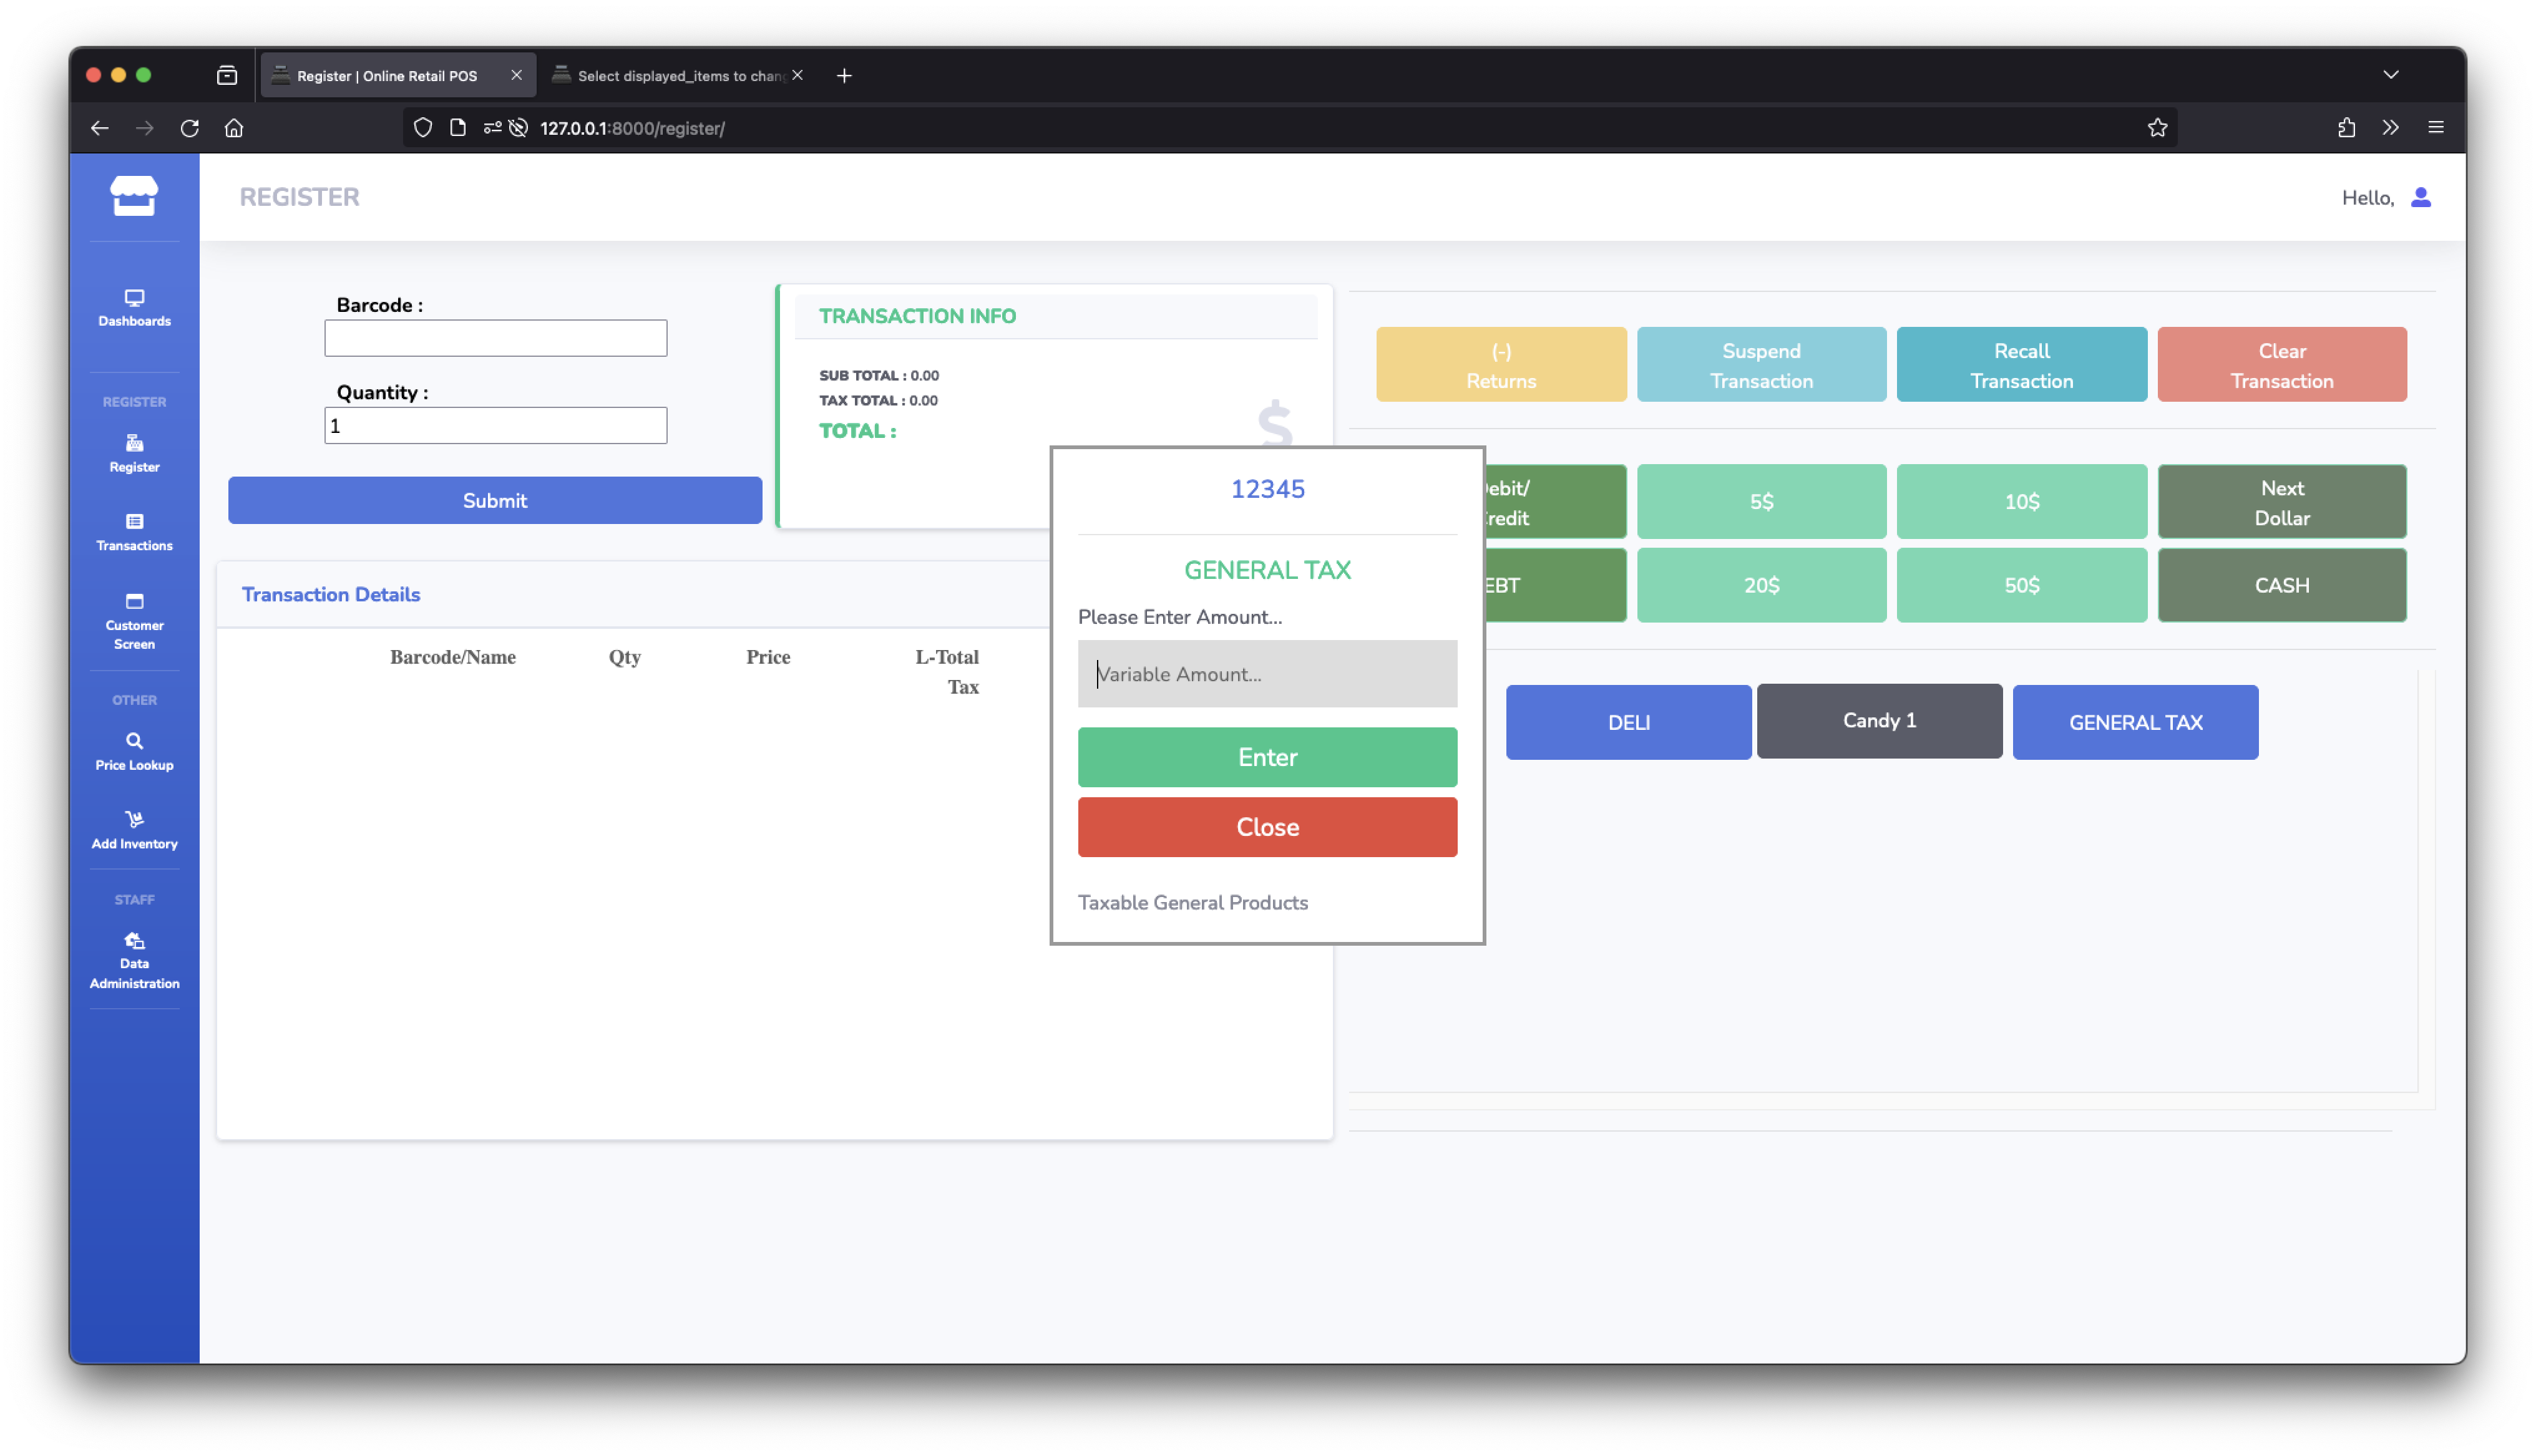 Register | Online Retail POS
Select displayed_items to chan
127.0.0.1:8000/register/
REGISTER
Hello,
Dashboards
REGISTER
Register
Transactions
Customer
Screen
OTHER
Price Lookup
Add Inventory
STAFF
Data
Administration
Barcode :
Quantity :
1
Submit
TRANSACTION INFO
SUB TOTAL : 0.00
TAX TOTAL : 0.00
TOTAL :
$
Transaction Details
Barcode/Name Qty Price L-Total
Tax
12345
GENERAL TAX
Please Enter Amount...
Variable Amount...
Enter
Close
Taxable General Products
(-)
Returns
Suspend
Transaction
Recall
Transaction
Clear
Transaction
ebit/
redit
5$
10$
Next
Dollar
EBT
20$
50$
CASH
DELI
Candy 1
GENERAL TAX